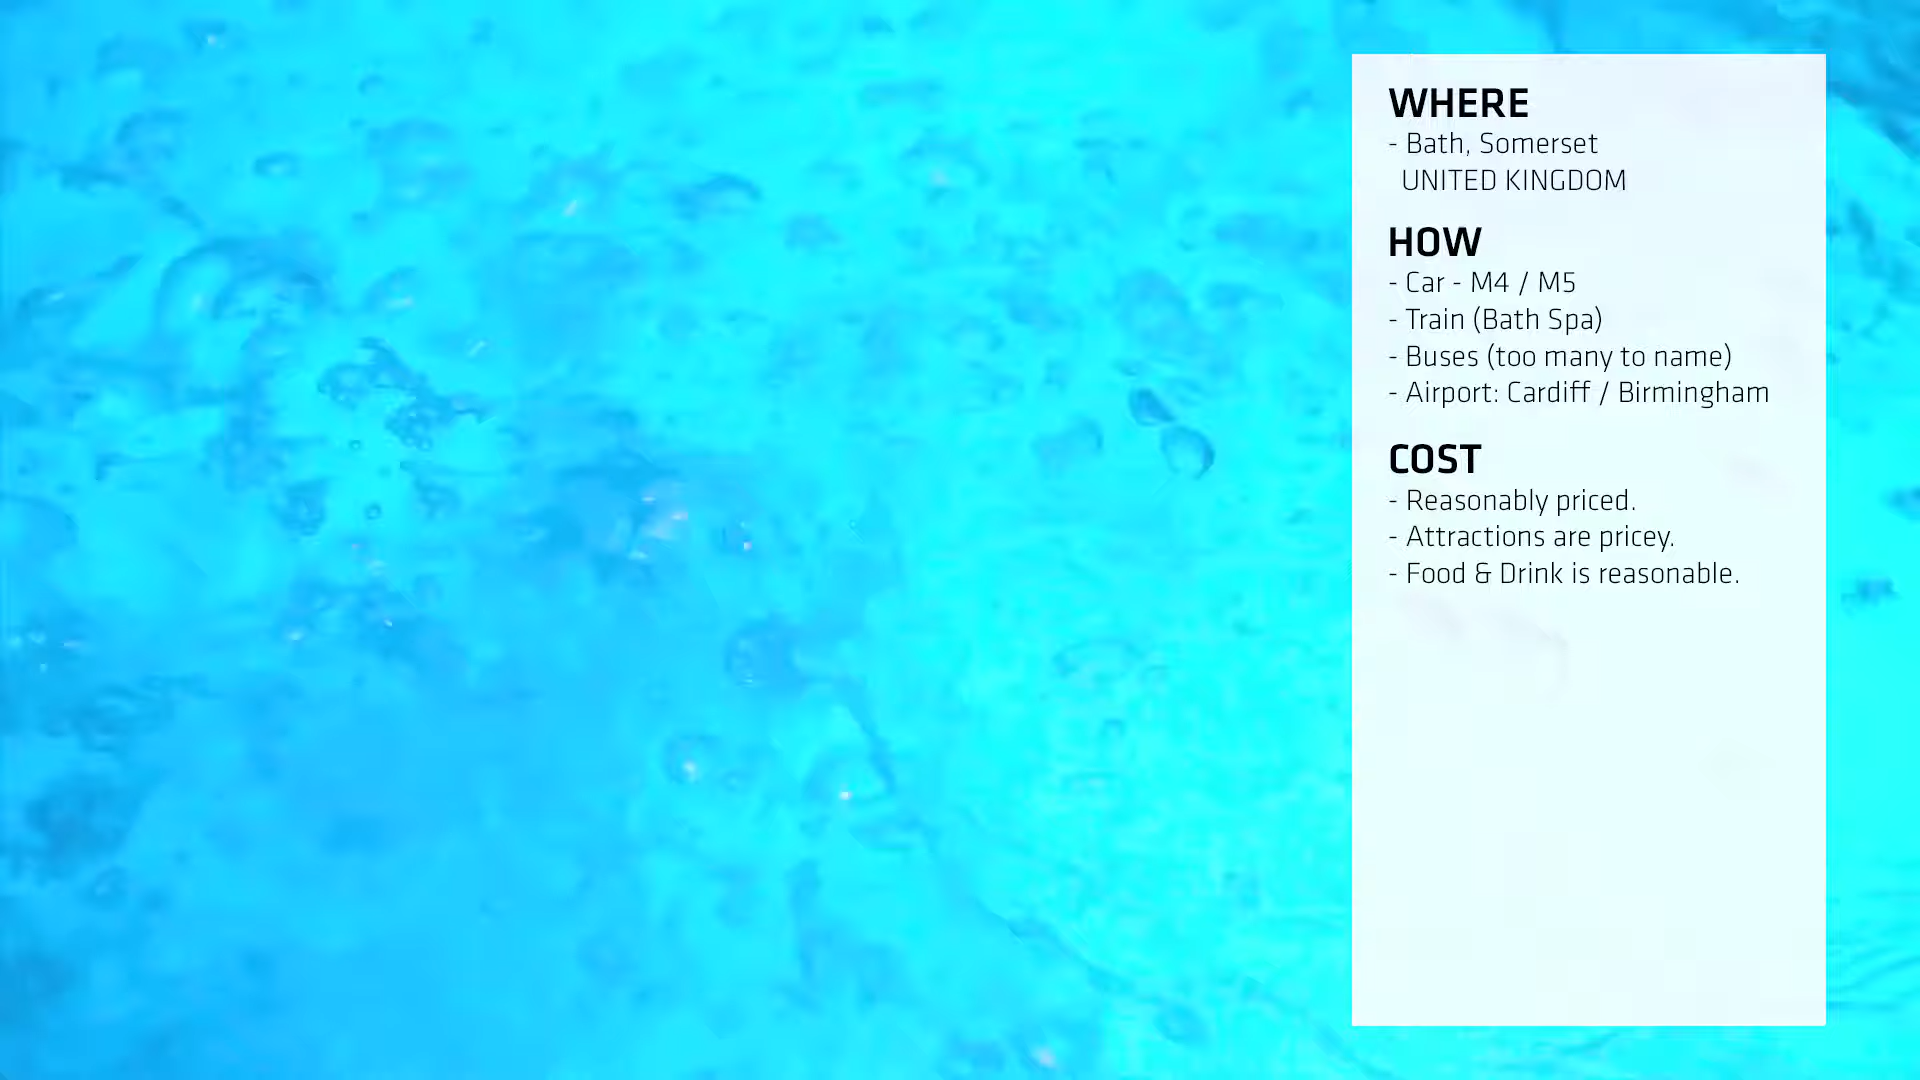 WHERE
- Bath, Somerset
UNITED KINGDOM
HOW
- Car - M4 / M5
- Train (Bath Spa)
- Buses (too many to name)
- Airport: Cardiff / Birmingham
COST
- Reasonably priced.
- Attractions are pricey.
- Food & Drink is reasonable.